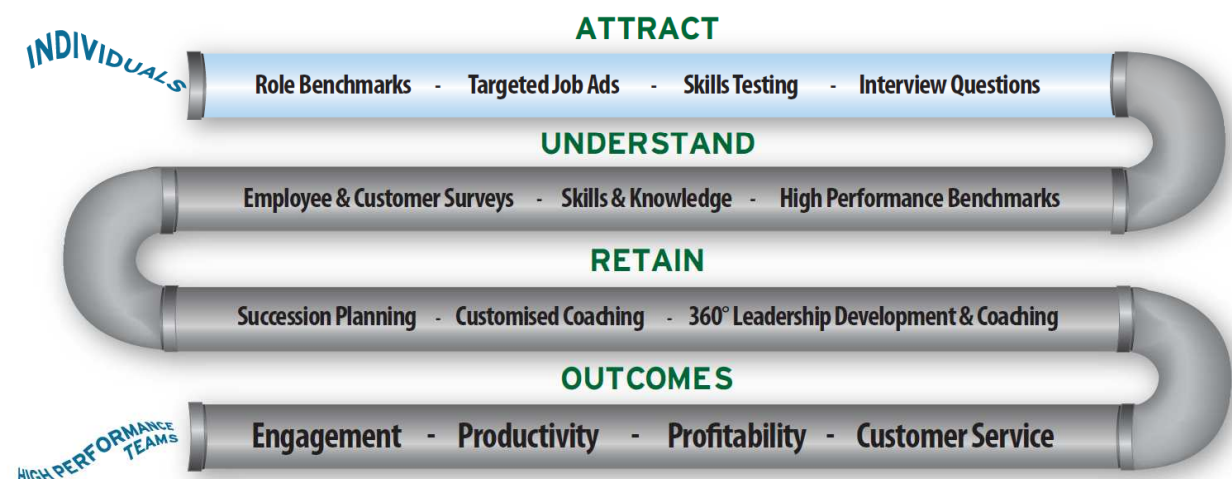 ATTRACT
INDIVIDUALS
Role Benchmarks - Targeted Job Ads - Skills Testing - Interview Questions
UNDERSTAND
Employee & Customer Surveys - Skills & Knowledge - High Performance Benchmarks
RETAIN
Succession Planning - Customised Coaching - 360° Leadership Development & Coaching
OUTCOMES
HIGH PERFORMANCE
TEAMS
Engagement - Productivity - Profitability - Customer Service